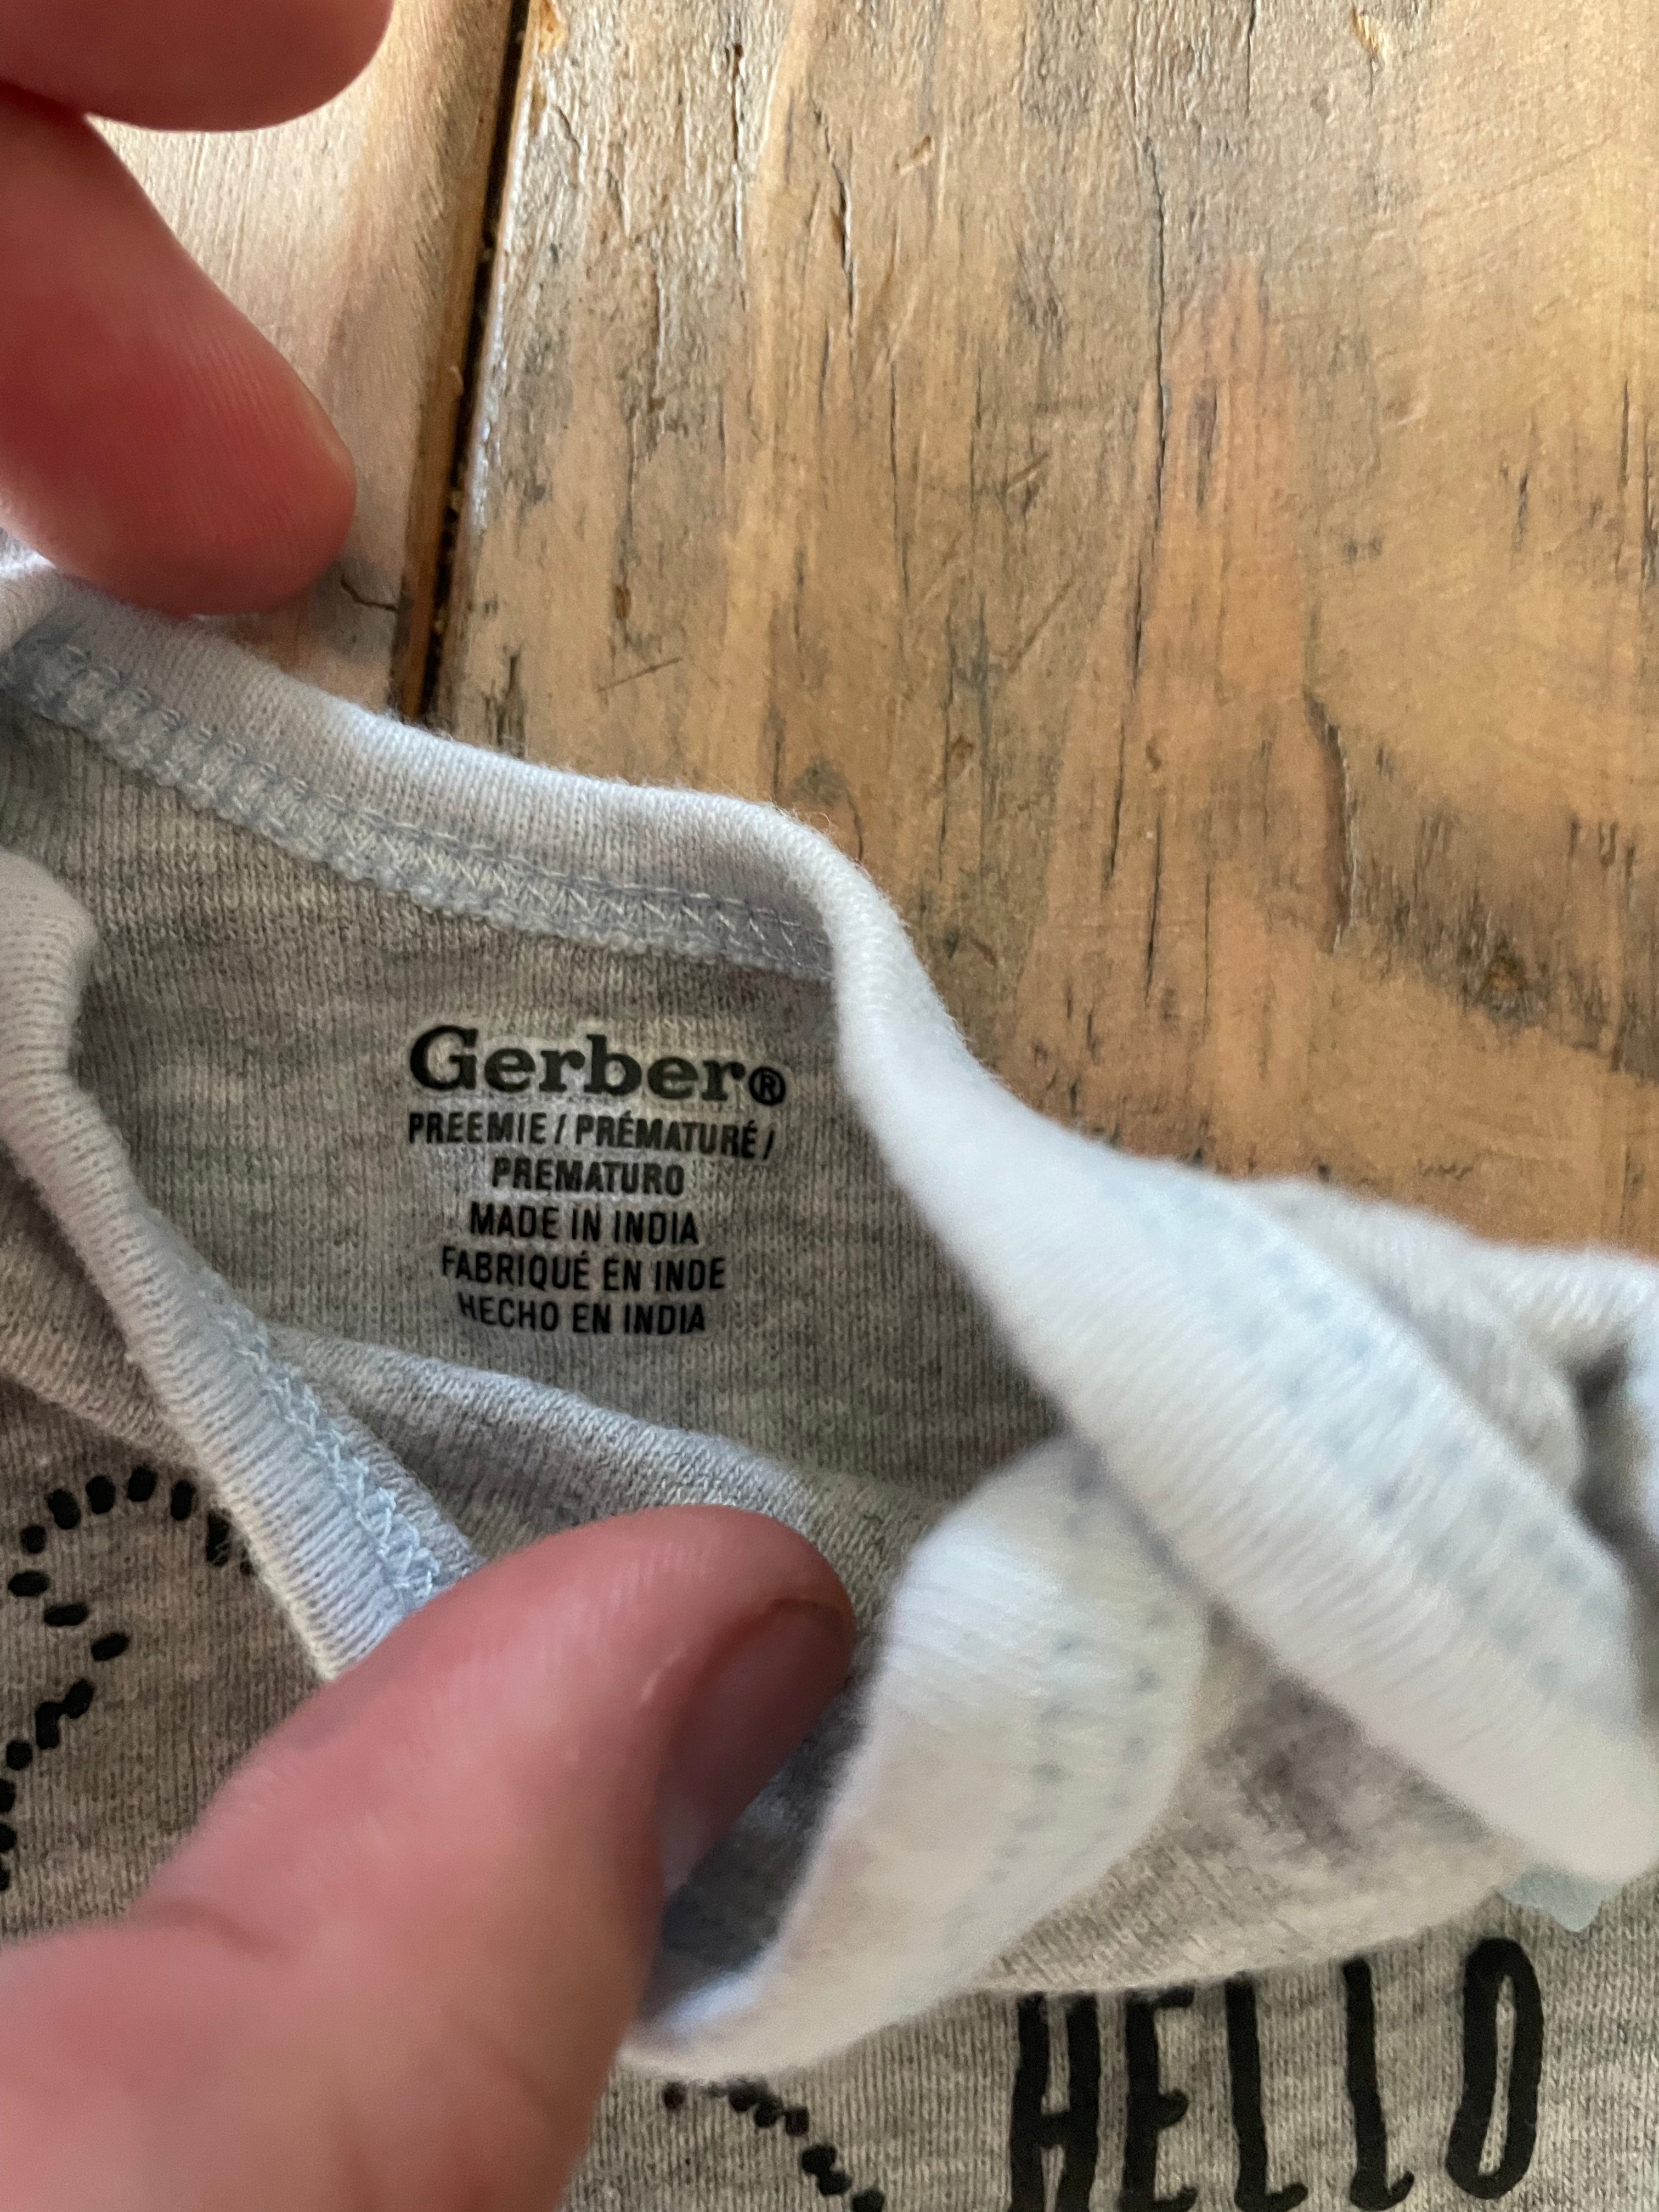 Gerber®
PREEMIE / PRÉMATURÉ /
PREMATURO
MADE IN INDIA
FABRIQUÉ EN INDE
HECHO EN INDIA
HELLO